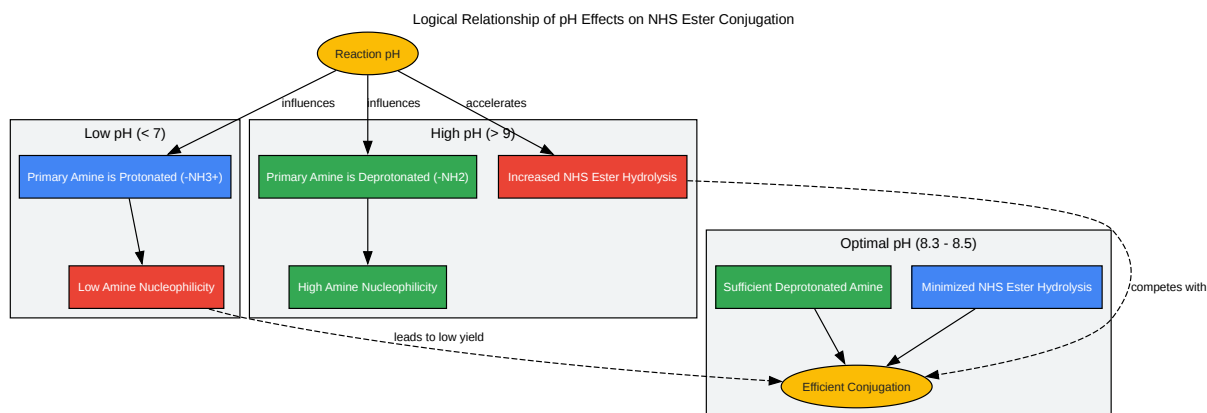 Logical Relationship of pH Effects on NHS Ester Conjugation
Reaction pH
influences
influences
accelerates
Low pH (< 7)
Primary Amine is Protonated (-NH3+)
Low Amine Nucleophilicity
High pH (> 9)
Primary Amine is Deprotonated (-NH2)
Increased NHS Ester Hydrolysis
High Amine Nucleophilicity
Optimal pH (8.3 - 8.5)
Sufficient Deprotonated Amine
Minimized NHS Ester Hydrolysis
competes with
leads to low yield
Efficient Conjugation